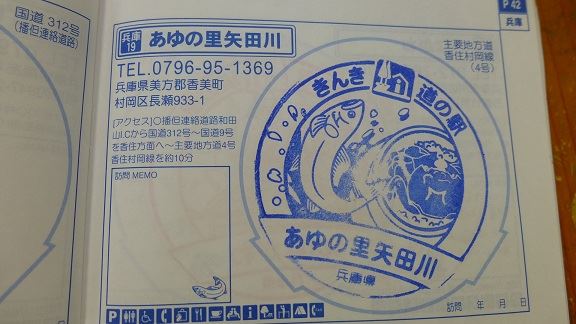 国道 312号
(播但連絡道路)
兵庫
19
あゆの里矢田川
TEL.0796-95-1369
兵庫県美方郡香美町
村岡区長瀬933-1
[アクセス]○播但連絡道路和田
山I.Cから国道312号～国道9号
を香住方面へ～主要地方道4号
香住村岡線を約10分
訪問 MEMO
P 42
兵庫
主要地方道
香住村岡線
(4号)
きんき 道の駅
あゆの里矢田川
兵庫県
訪問 年 月 日